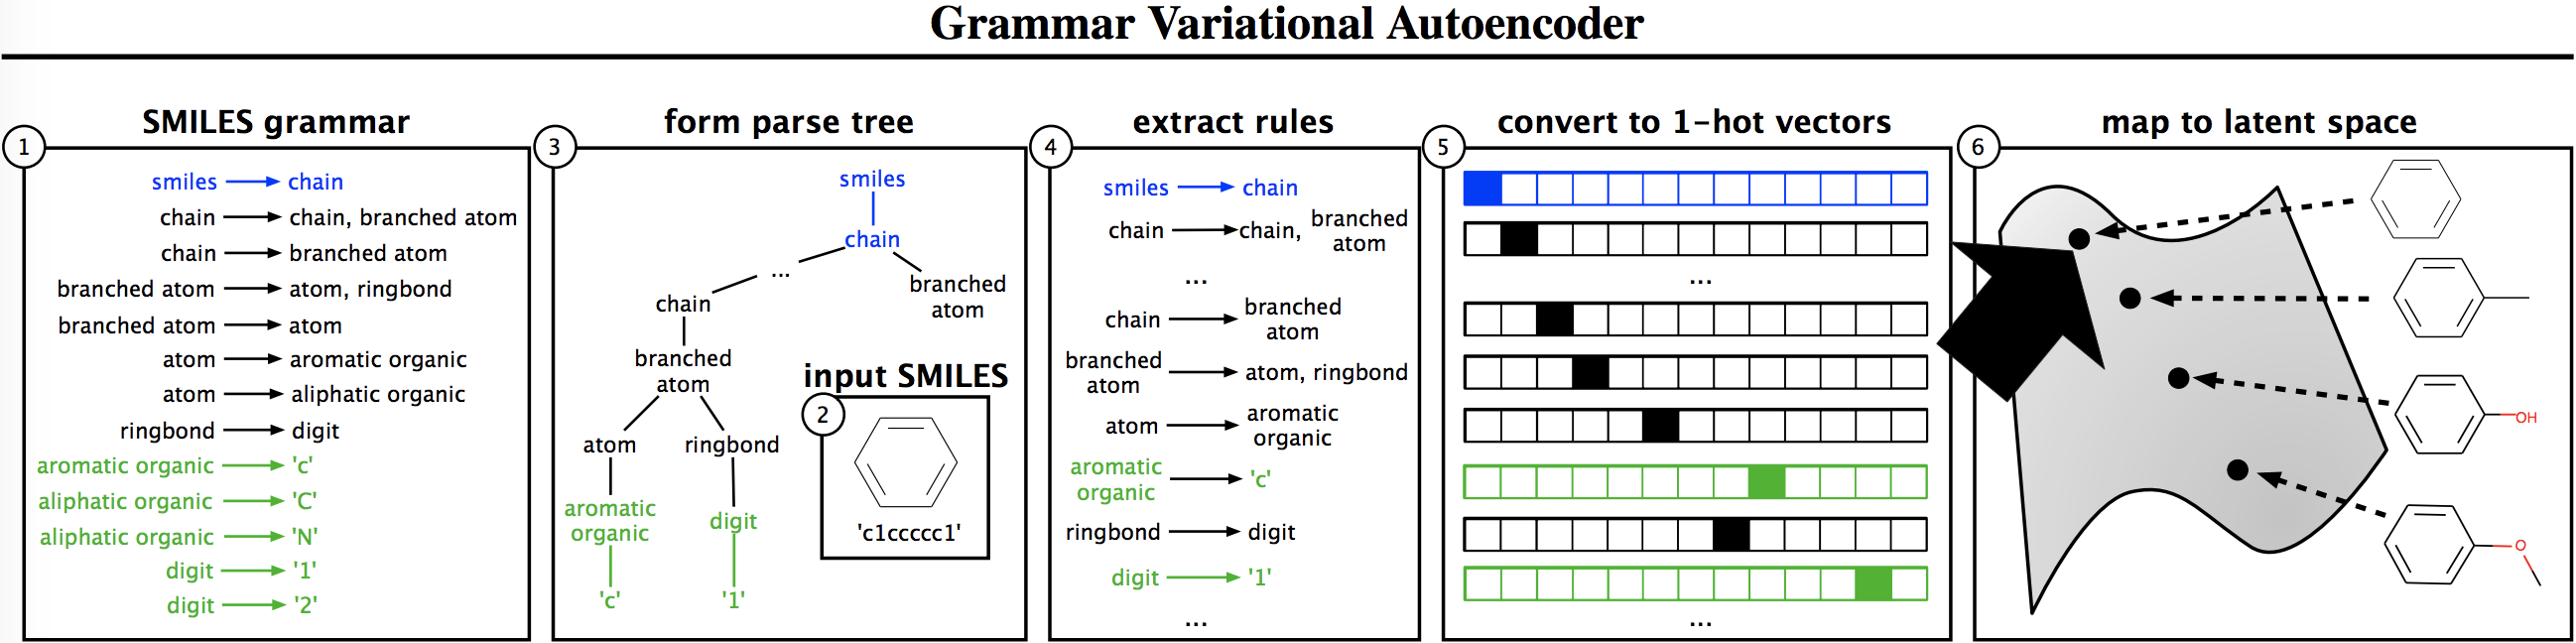 Grammar Variational Autoencoder
SMILES grammar
1
smiles → chain
chain → chain, branched atom
chain → branched atom
branched atom → atom, ringbond
branched atom → atom
atom → aromatic organic
atom → aliphatic organic
ringbond → digit
aromatic organic → 'c'
aliphatic organic → 'C'
aliphatic organic → 'N'
digit → '1'
digit → '2'
form parse tree
3
smiles
chain
...
branched
atom
chain
branched
atom
atom
ringbond
aromatic
organic
digit
'c'
'1'
input SMILES
2
'c1ccccc1'
extract rules
4
smiles → chain
chain → chain, branched
atom
...
chain → branched
atom
branched
atom → atom, ringbond
atom → aromatic
organic
aromatic
organic → 'c'
ringbond → digit
digit → '1'
...
convert to 1-hot vectors
5
...
...
map to latent space
6
OH
O